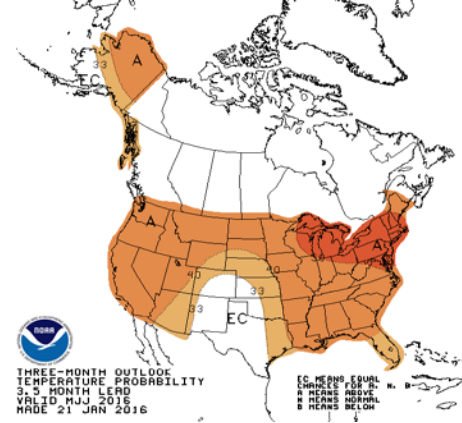 A
33
EC
A
A
40
40
33
33
EC
NOAA
THREE-MONTH OUTLOOK
TEMPERATURE PROBABILITY
3.5 MONTH LEAD
VALID MJJ 2016
MADE 21 JAN 2016
EC MEANS EQUAL
CHANCES FOR A, N, B
A MEANS ABOVE
N MEANS NORMAL
B MEANS BELOW